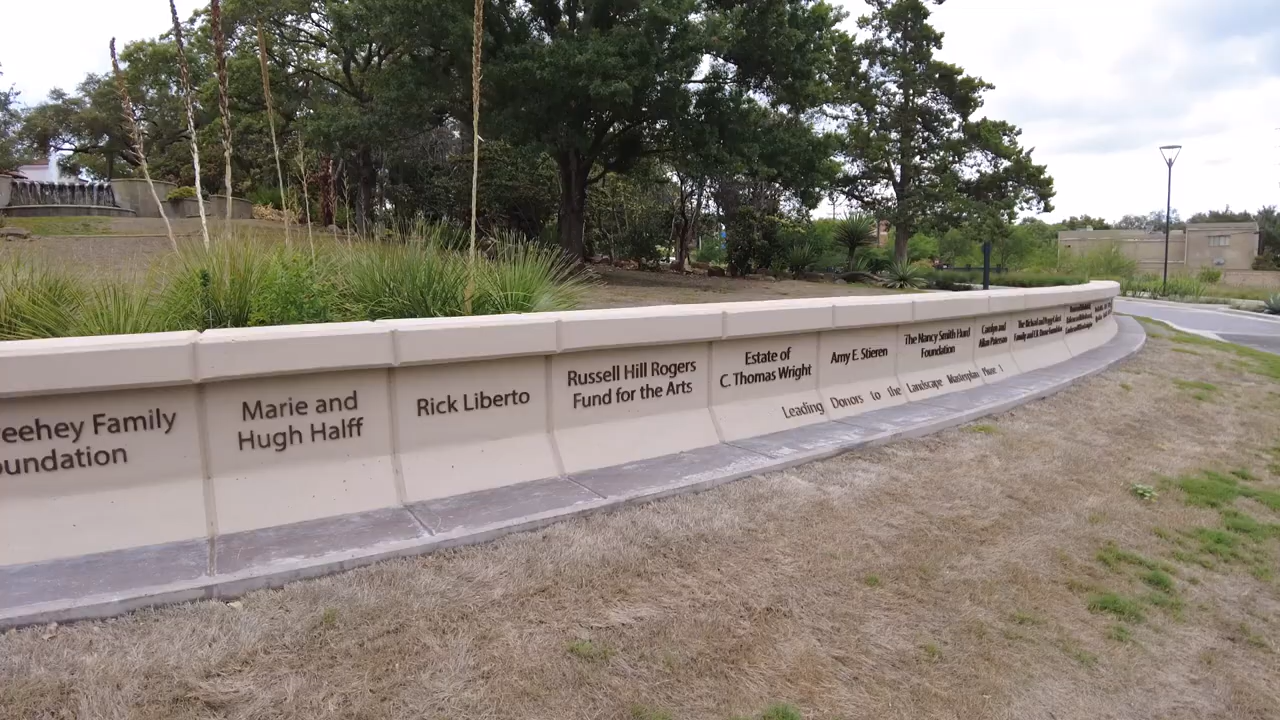 eehey Family
oundation
Marie and
Hugh Halff
Rick Liberto
Russell Hill Rogers
Fund for the Arts
Estate of
C. Thomas Wright
Amy E. Stieren
The Nancy Smith Hurd
Foundation
Carolyn and
Allan Paterson
Leading Donors to the Landscape Masterplan Phase 1